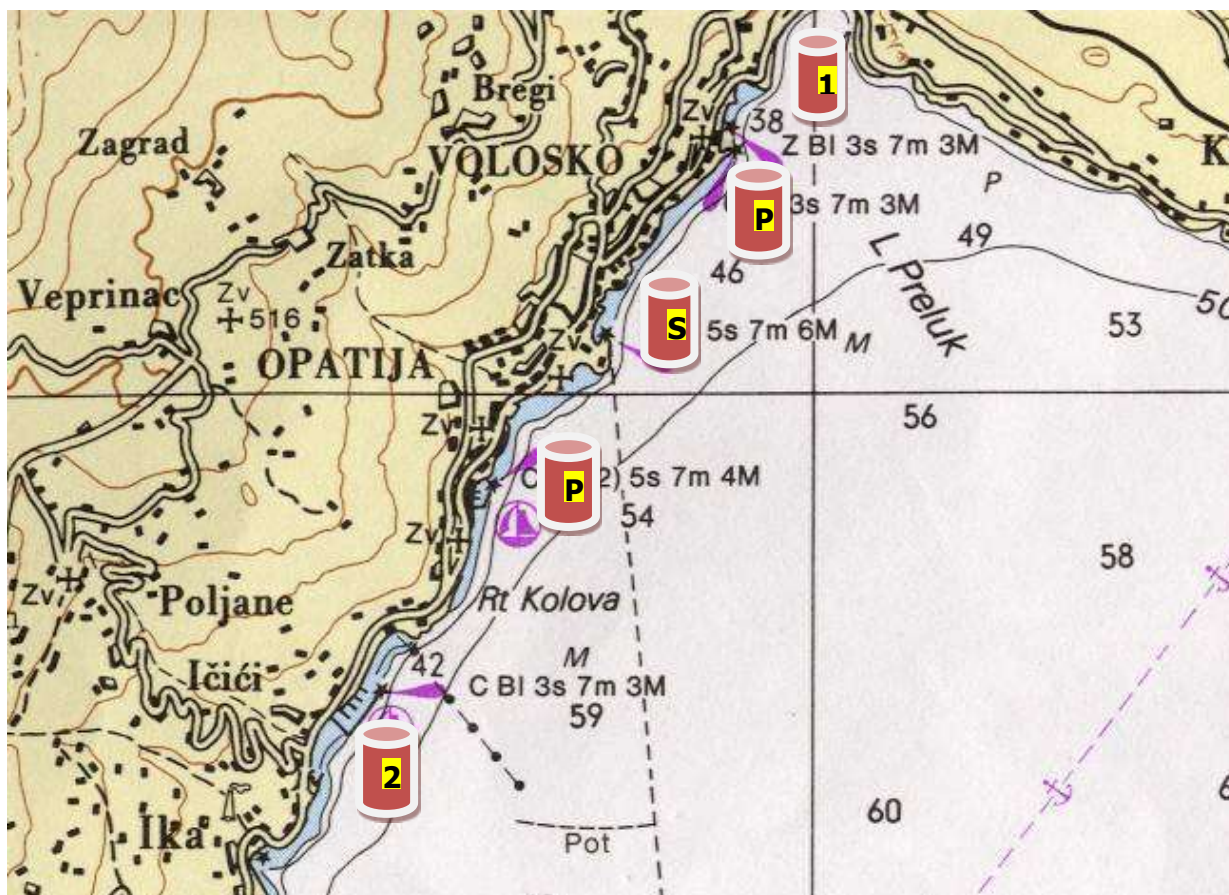 1
Bregi
Zv
38
Zagrad
VOLOSKO
Z Bl 3s 7m 3M
K
P
P
3s 7m 3M
Zatka
49
L Preluk
46
Veprinac
Zv
516
53
S
5s 7m 6M
M
Zv
OPATIJA
56
Zv
C
P
2) 5s 7m 4M
54
Zv
58
Zv
Poljane
Rt Kolova
M
42
Ičići
C Bl 3s 7m 3M
59
2
60
Ika
Pot